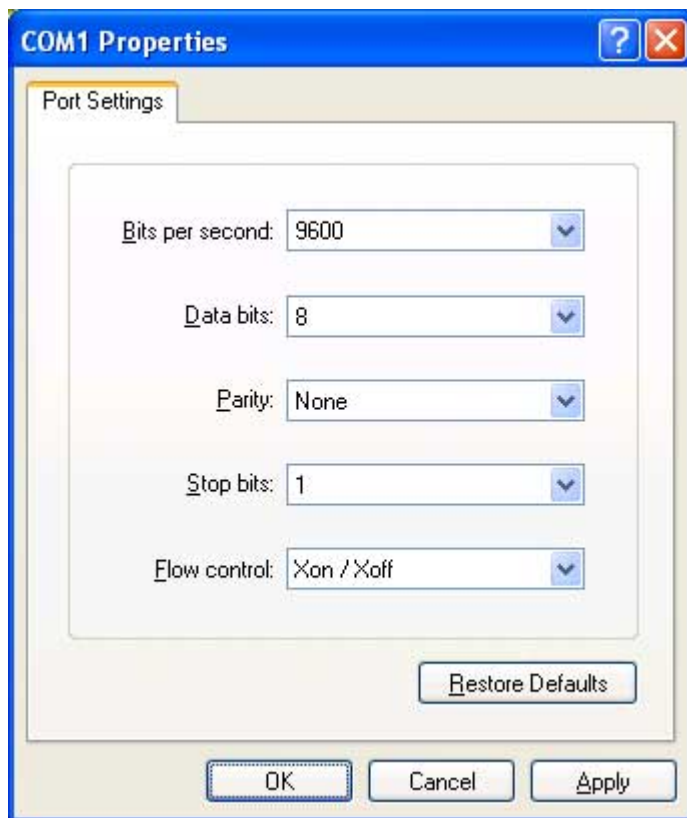 COM1 Properties
Port Settings
Bits per second: 9600
Data bits: 8
Parity: None
Stop bits: 1
Flow control: Xon / Xoff
Restore Defaults
OK Cancel Apply